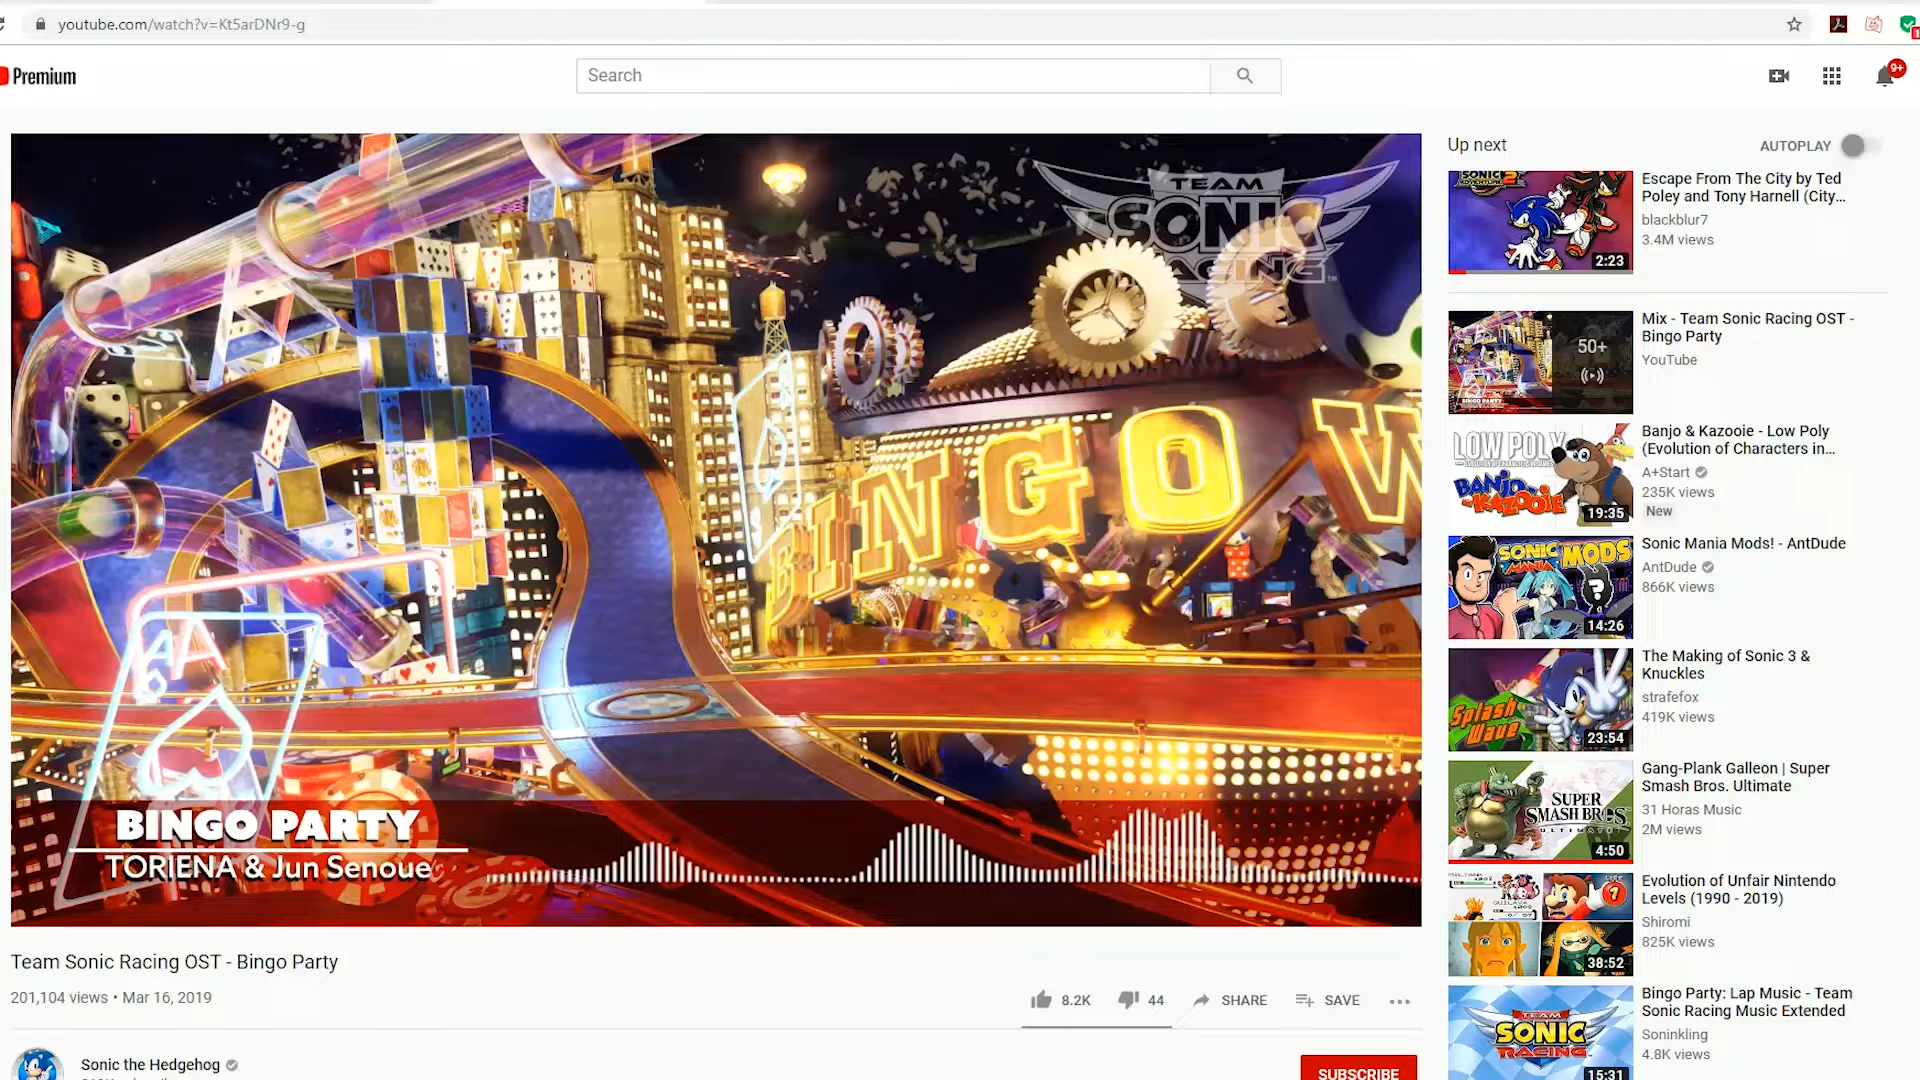 youtube.com/watch?v=Kt5arDNr9-g
Premium
Search
9+
TEAM
SONIC
RACING
BINGO W
BINGO PARTY
TORIENA & Jun Senoue
Team Sonic Racing OST - Bingo Party
201,104 views • Mar 16, 2019
8.2K
44
SHARE
SAVE
Sonic the Hedgehog
SUBSCRIBE
Up next
AUTOPLAY
2:23
Escape From The City by Ted
Poley and Tony Harnell (City...
blackblur7
3.4M views
50+
BINGO PARTY
Mix - Team Sonic Racing OST -
Bingo Party
YouTube
LOW POLY
BANJO
KAZOOIE
19:35
Banjo & Kazooie - Low Poly
(Evolution of Characters in...
A+Start
235K views
New
SONIC
MANIA
MODS
?
14:26
Sonic Mania Mods! - AntDude
AntDude
866K views
Splash
Wave
23:54
The Making of Sonic 3 &
Knuckles
strafefox
419K views
SUPER
SMASH BROS.
ULTIMATE
4:50
Gang-Plank Galleon | Super
Smash Bros. Ultimate
31 Horas Music
2M views
38:52
Evolution of Unfair Nintendo
Levels (1990 - 2019)
Shiromi
825K views
TEAM
SONIC
RACING
15:31
Bingo Party: Lap Music - Team
Sonic Racing Music Extended
Soninkling
4.8K views